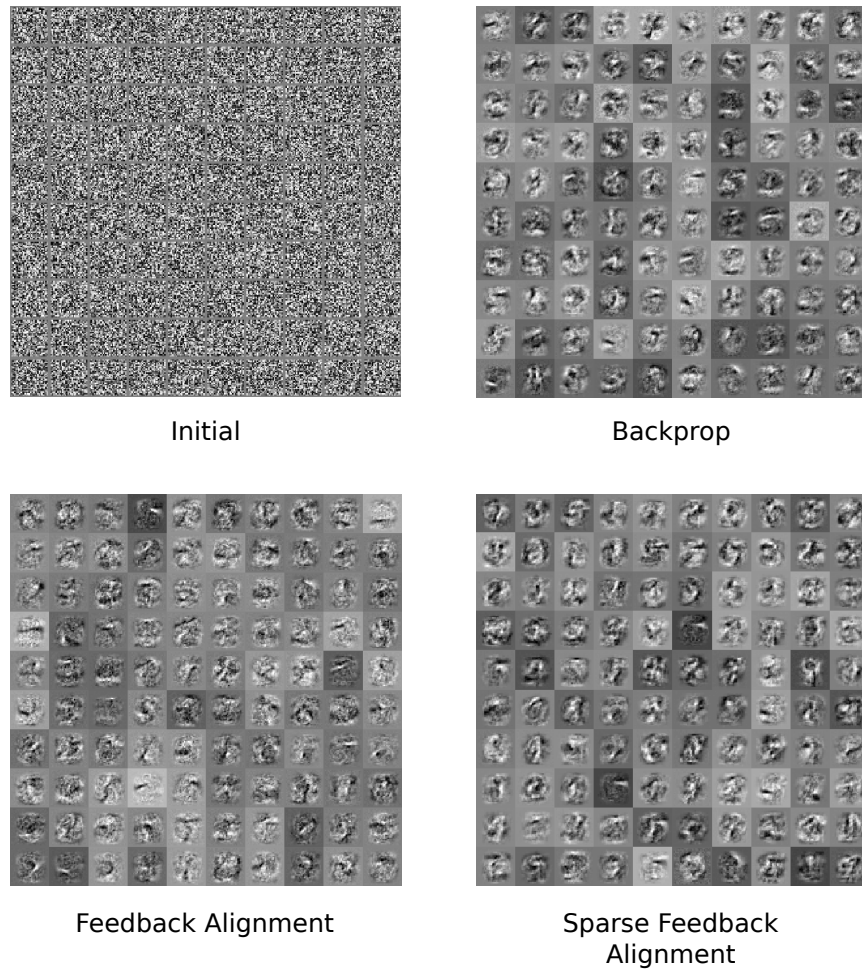 Initial
Backprop
Feedback Alignment
Sparse Feedback
Alignment